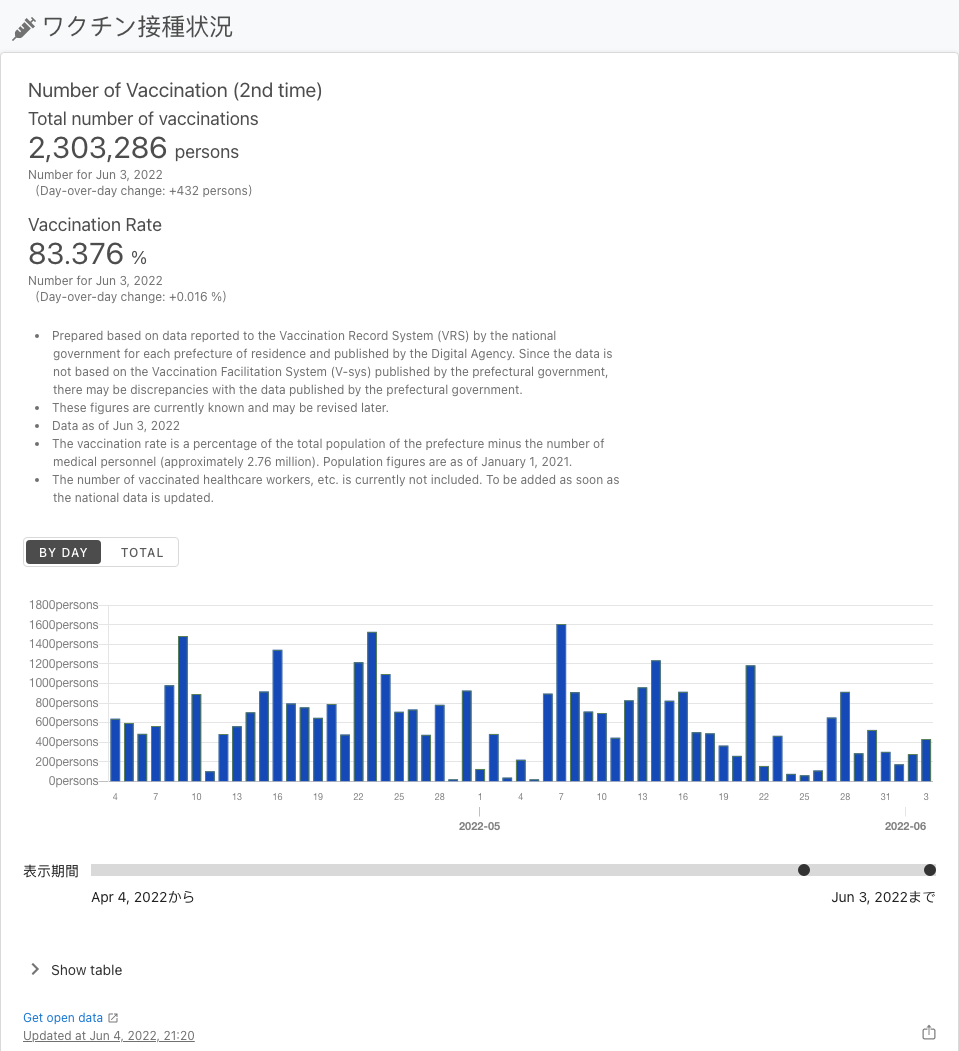 ワクチン接種状況
Number of Vaccination (2nd time)
Total number of vaccinations
2,303,286 persons
Number for Jun 3, 2022
(Day-over-day change: +432 persons)
Vaccination Rate
83.376 %
Number for Jun 3, 2022
(Day-over-day change: +0.016 %)
• Prepared based on data reported to the Vaccination Record System (VRS) by the national
government for each prefecture of residence and published by the Digital Agency. Since the data is
not based on the Vaccination Facilitation System (V-sys) published by the prefectural government,
there may be discrepancies with the data published by the prefectural government.
• These figures are currently known and may be revised later.
• Data as of Jun 3, 2022
• The vaccination rate is a percentage of the total population of the prefecture minus the number of
medical personnel (approximately 2.76 million). Population figures are as of January 1, 2021.
• The number of vaccinated healthcare workers, etc. is currently not included. To be added as soon as
the national data is updated.
BY DAY TOTAL
1800persons
1600persons
1400persons
1200persons
1000persons
800persons
600persons
400persons
200persons
0persons
4 7 10 13 16 19 22 25 28 1 4 7 10 13 16 19 22 25 28 31 3
2022-05 2022-06
表示期間
Apr 4, 2022から Jun 3, 2022まで
Show table
Get open data
Updated at Jun 4, 2022, 21:20